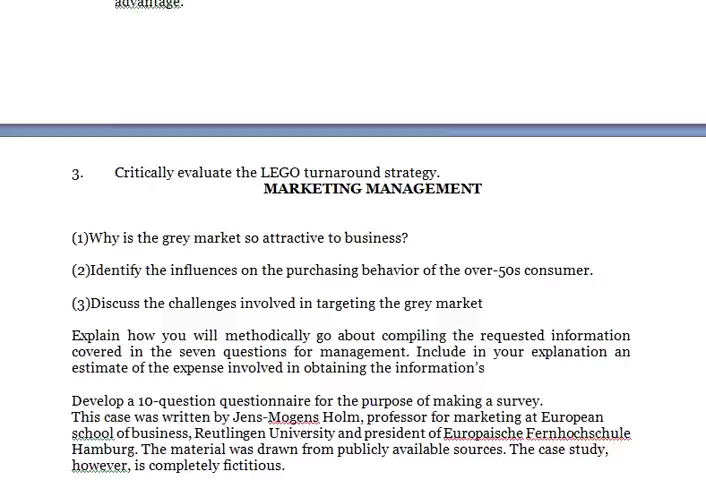 advantage.
3. Critically evaluate the LEGO turnaround strategy.
MARKETING MANAGEMENT
(1)Why is the grey market so attractive to business?
(2)Identify the influences on the purchasing behavior of the over-50s consumer.
(3)Discuss the challenges involved in targeting the grey market
Explain how you will methodically go about compiling the requested information
covered in the seven questions for management. Include in your explanation an
estimate of the expense involved in obtaining the information's
Develop a 10-question questionnaire for the purpose of making a survey.
This case was written by Jens-Mogens Holm, professor for marketing at European
school of business, Reutlingen University and president of Europaische Fernhochschule
Hamburg. The material was drawn from publicly available sources. The case study,
however, is completely fictitious.